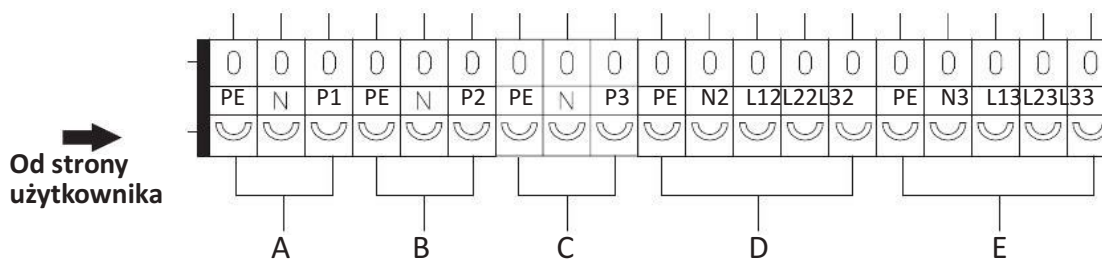 PE N P1 PE N P2 PE N P3 PE N2 L12 L22 L32 PE N3 L13 L23 L33
Od strony
użytkownika
A B C D E